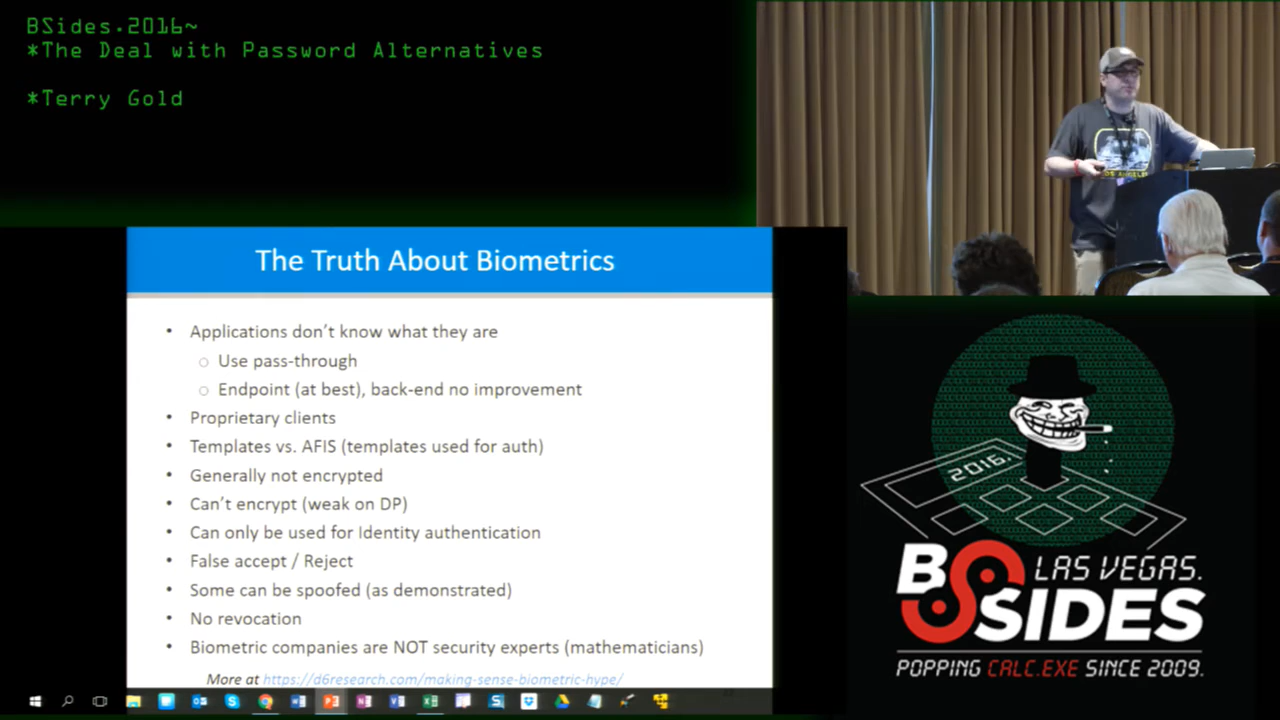 BSides.2016~
*The Deal with Password Alternatives
*Terry Gold
The Truth About Biometrics
• Applications don't know what they are
○ Use pass-through
○ Endpoint (at best), back-end no improvement
• Proprietary clients
• Templates vs. AFIS (templates used for auth)
• Generally not encrypted
• Can't encrypt (weak on DP)
• Can only be used for Identity authentication
• False accept / Reject
• Some can be spoofed (as demonstrated)
• No revocation
• Biometric companies are NOT security experts (mathematicians)
More at https://d6research.com/making-sense-biometric-hype/
2016.
BSIDES
LAS VEGAS.
POPPING CALC.EXE SINCE 2009.